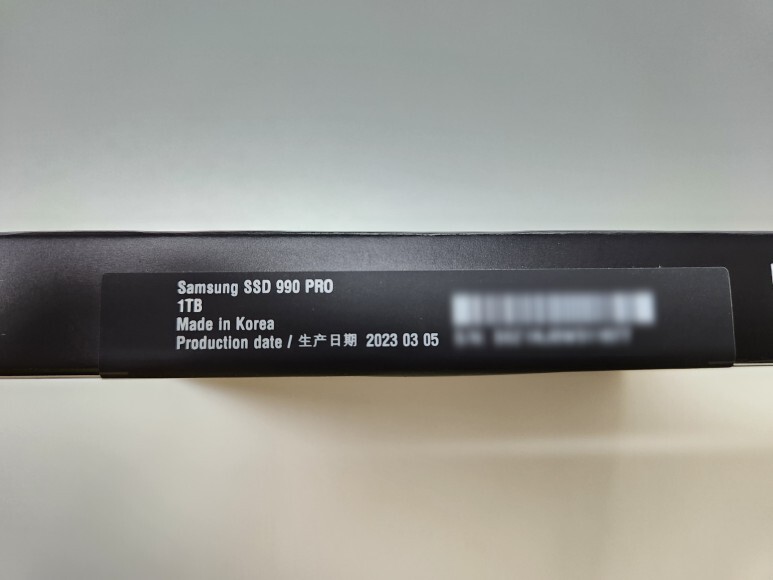 Samsung SSD 990 PRO
1TB
Made in Korea
Production date / 生产日期 2023 03 05